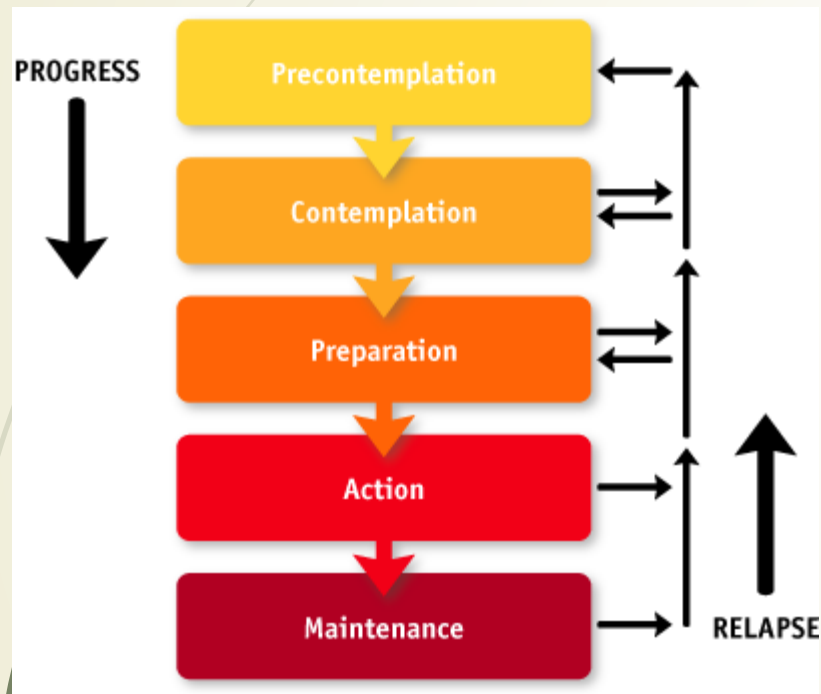 PROGRESS
Precontemplation
Contemplation
Preparation
Action
Maintenance
RELAPSE